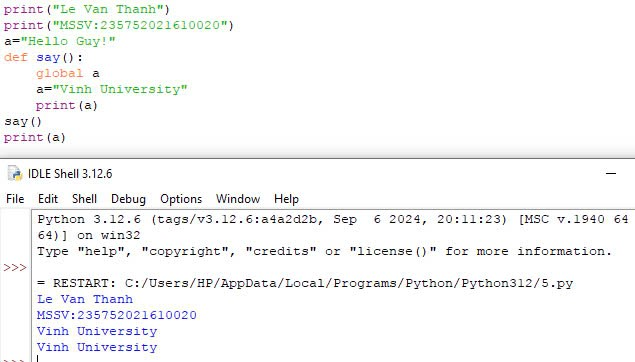 print("Le Van Thanh")
print("MSSV:235752021610020")
a="Hello Guy!"
def say():
    global a
    a="Vinh University"
    print(a)
say()
print(a)
IDLE Shell 3.12.6
File Edit Shell Debug Options Window Help
Python 3.12.6 (tags/v3.12.6:a4a2d2b, Sep  6 2024, 20:11:23) [MSC v.1940 64
64)] on win32
Type "help", "copyright", "credits" or "license()" for more information.
>>>
= RESTART: C:/Users/HP/AppData/Local/Programs/Python/Python312/5.py
Le Van Thanh
MSSV:235752021610020
Vinh University
Vinh University
>>>